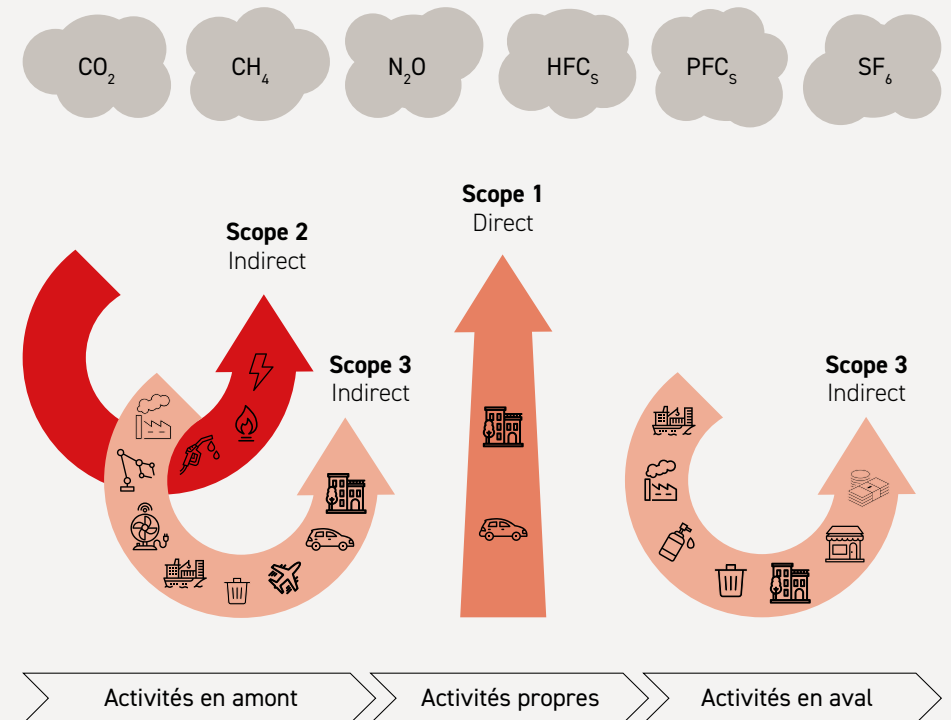 CO₂ CH₄ N₂O HFCₛ PFCₛ SF₆
Scope 1
Direct
Scope 2
Indirect
Scope 3
Indirect
Scope 3
Indirect
Activités en amont
Activités propres
Activités en aval